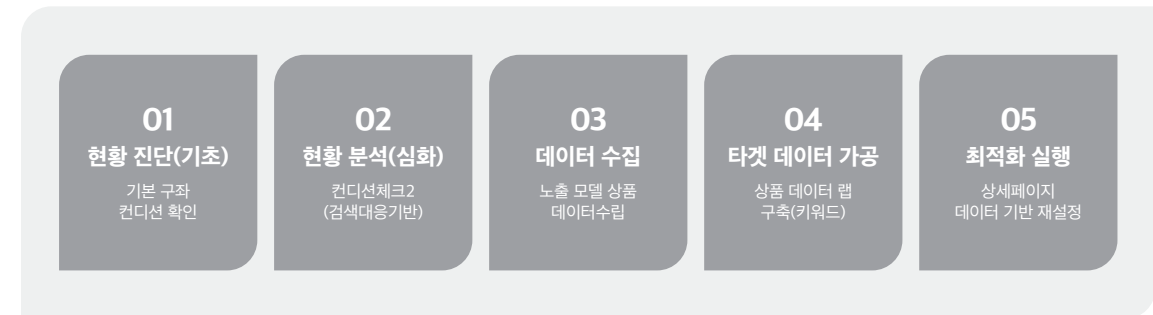 01
현황 진단(기초)
기본 구좌
컨디션 확인
02
현황 분석(심화)
컨디션체크2
(검색대응기반)
03
데이터 수집
노출 모델 상품
데이터수립
04
타겟 데이터 가공
상품 데이터 랩
구축(키워드)
05
최적화 실행
상세페이지
데이터 기반 재설정